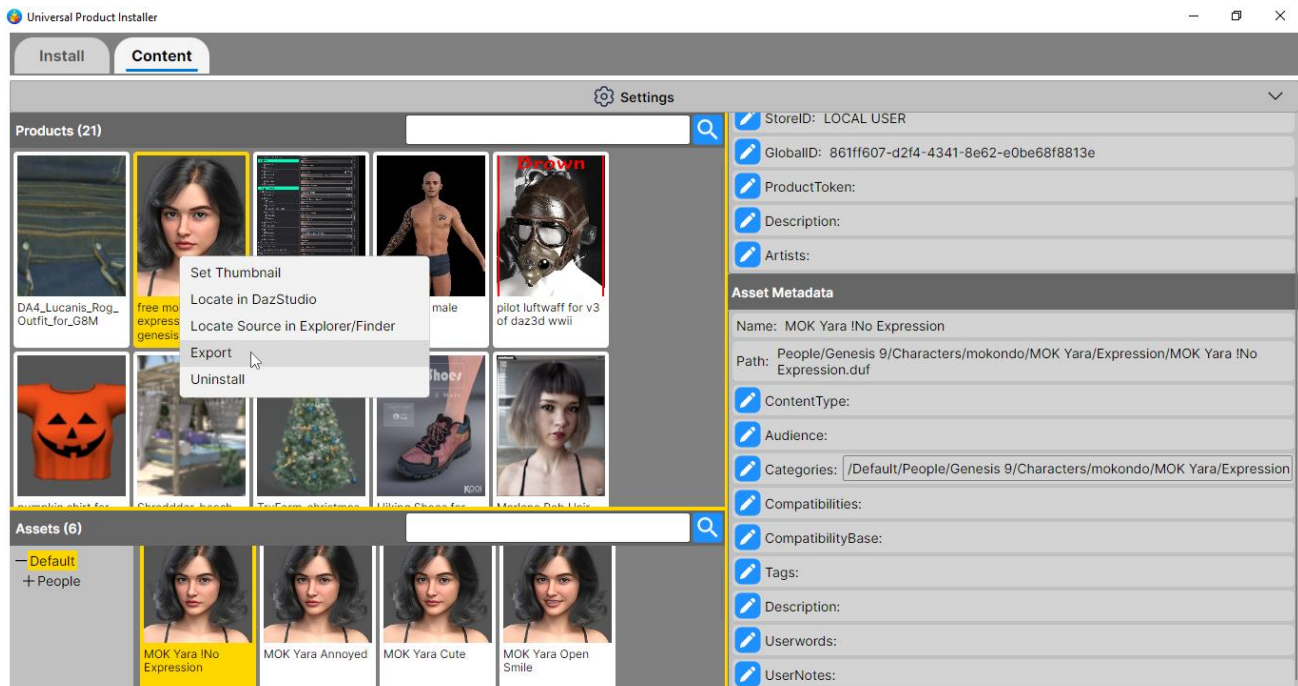 Universal Product Installer
Install
Content
Settings
Products (21)
Brown
DA4_Lucanis_Rog_
Outfit_for_G8M
free mo
express
genesis
male
pilot luftwaff for v3
of daz3d wwii
Set Thumbnail
Locate in DazStudio
Locate Source in Explorer/Finder
Export
Uninstall
Shoes
KOOI
pumpkin shirt for
TryForm christmas
Hiking Shoes for
Assets (6)
Default
People
MOK Yara !No
Expression
MOK Yara Annoyed
MOK Yara Cute
MOK Yara Open
Smile
StoreID: LOCAL USER
GlobalID: 861ff607-d2f4-4341-8e62-e0be68f8813e
ProductToken:
Description:
Artists:
Asset Metadata
Name: MOK Yara !No Expression
Path: People/Genesis 9/Characters/mokondo/MOK Yara/Expression/MOK Yara !No
Expression.duf
ContentType:
Audience:
Categories: /Default/People/Genesis 9/Characters/mokondo/MOK Yara/Expression
Compatibilities:
CompatibilityBase:
Tags:
Description:
Userwords:
UserNotes: